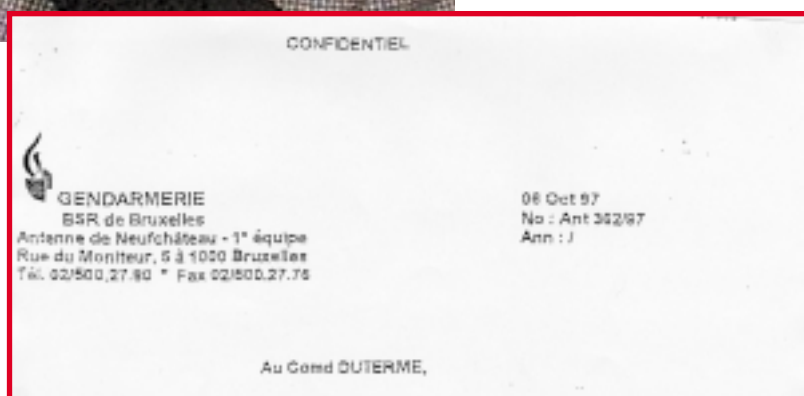 CONFIDENTIEL
GENDARMERIE
BSR de Bruxelles
Antenne de Neufchâteau - 1° équipe
Rue du Moniteur, 5 à 1000 Bruxelles
Tél. 02/500.27.80 * Fax 02/500.27.76
06 Oct 97
No : Ant 362/97
Ann : /
Au Comd DUTERME,